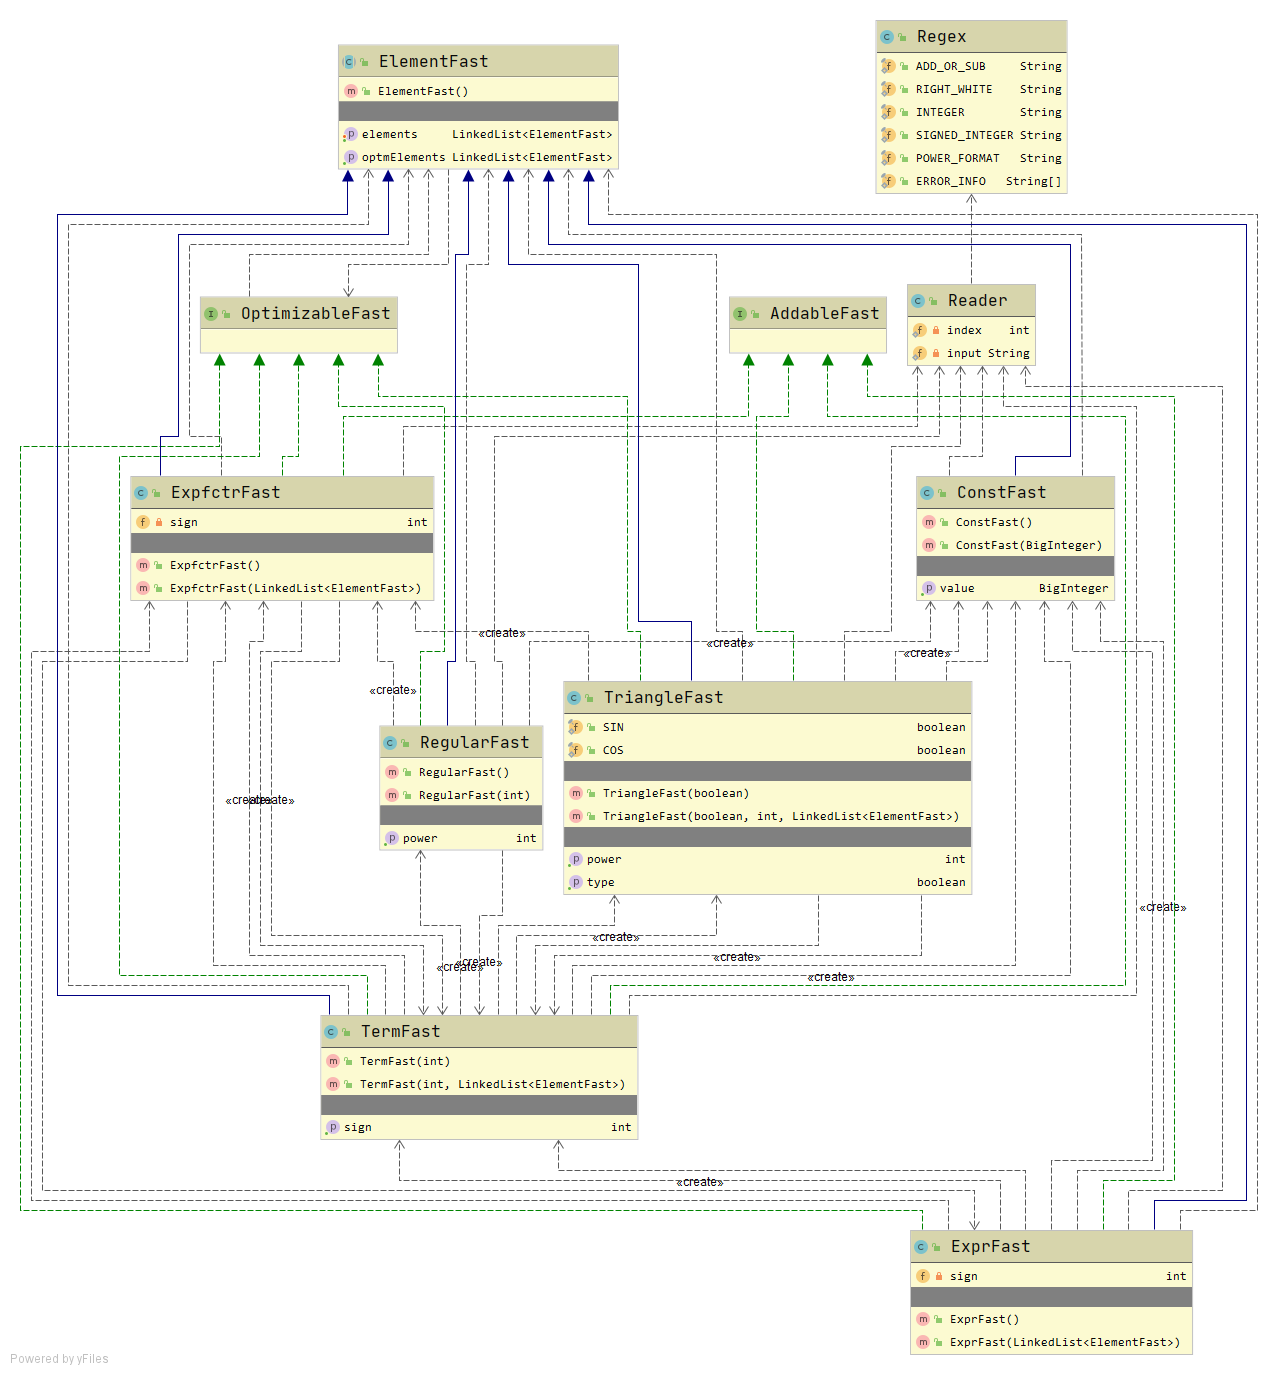 ElementFast
ElementFast()
elements LinkedList<ElementFast>
optmElements LinkedList<ElementFast>
Regex
ADD_OR_SUB String
RIGHT_WHITE String
INTEGER String
SIGNED_INTEGER String
POWER_FORMAT String
ERROR_INFO String[]
OptimizableFast
AddableFast
Reader
index int
input String
ExpfctrFast
sign int
ExpfctrFast()
ExpfctrFast(LinkedList<ElementFast>)
ConstFast
ConstFast()
ConstFast(BigInteger)
value BigInteger
«create»
«create»
«create»
«create»
RegularFast
RegularFast()
RegularFast(int)
power int
TriangleFast
SIN boolean
COS boolean
TriangleFast(boolean)
TriangleFast(boolean, int, LinkedList<ElementFast>)
power int
type boolean
«create»
«create»
«create»
«create»
«create»
«create»
«create»
«create»
TermFast
TermFast(int)
TermFast(int, LinkedList<ElementFast>)
sign int
«create»
ExprFast
sign int
ExprFast()
ExprFast(LinkedList<ElementFast>)
Powered by yFiles